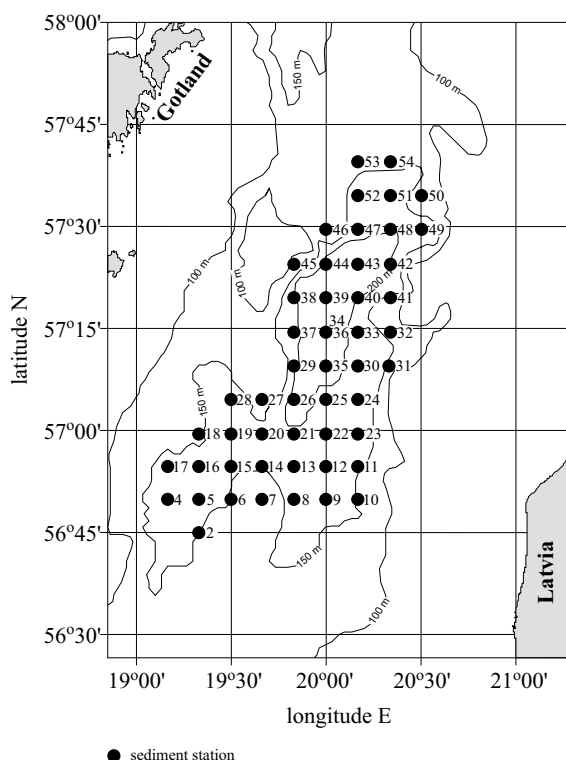 58°00'
150 m
Gotland
100 m
57°45'
53 54
52 51 50
57°30'
46 47 48 49
45 44 43 42
100 m
100 m
200 m
38 39 40 41
57°15'
34
37 36 33 32
29 35 30 31
150 m
28 27 26 25 24
57°00'
18 19 20 21 22 23
17 16 15 14 13 12 11
4 5 6 7 8 9 10
56°45'
2
150 m
Latvia
100 m
56°30'
latitude N
19°00' 19°30' 20°00' 20°30' 21°00'
longitude E
sediment station